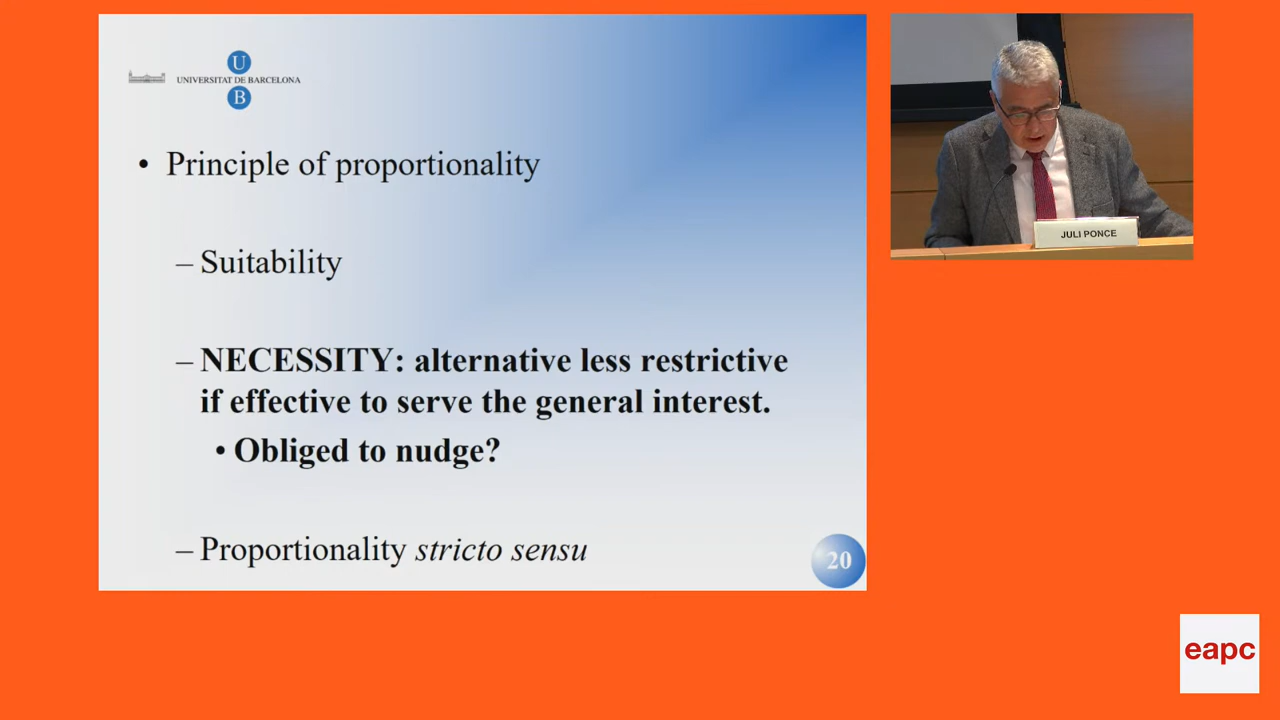 U
UNIVERSITAT DE BARCELONA
B
• Principle of proportionality
– Suitability
– NECESSITY: alternative less restrictive
if effective to serve the general interest.
• Obliged to nudge?
– Proportionality stricto sensu
20
JULI PONCE
eapc